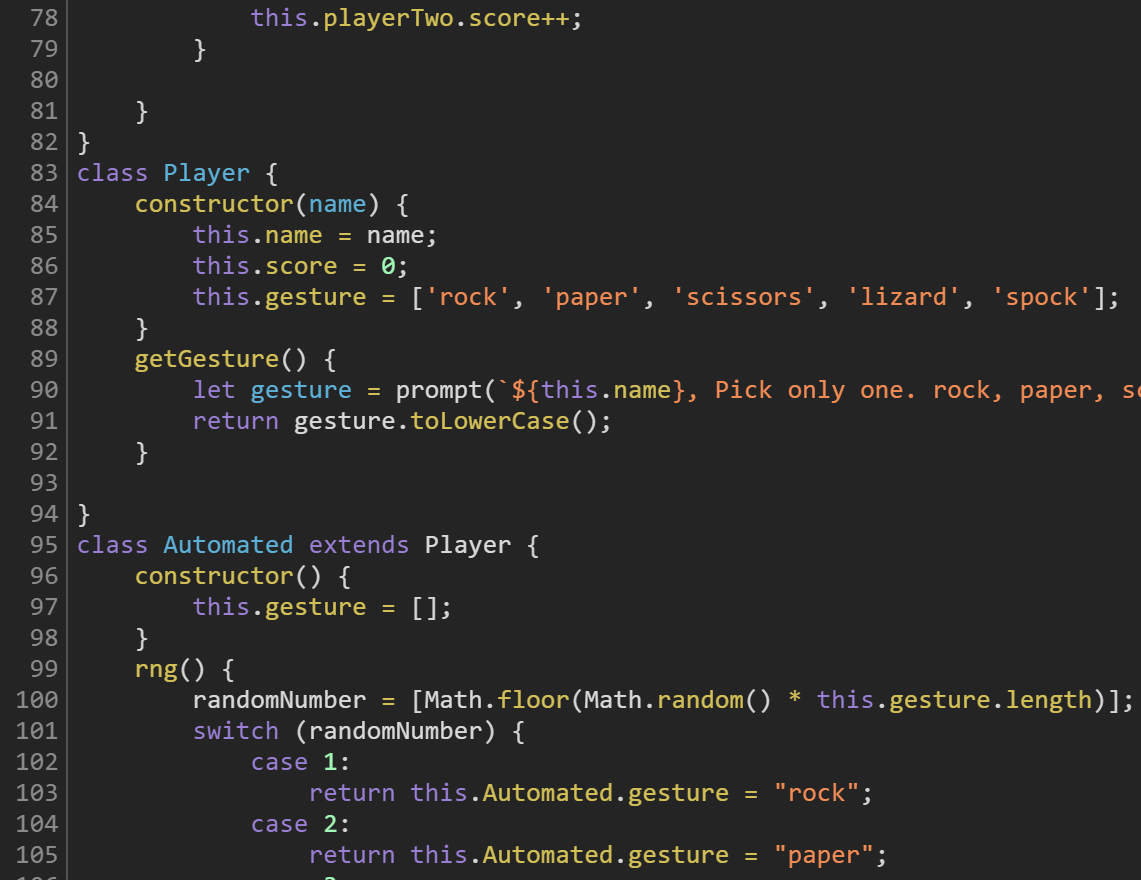 78 this.playerTwo.score++;
79 }
80
81 }
82 }
83 class Player {
84 constructor(name) {
85 this.name = name;
86 this.score = 0;
87 this.gesture = ['rock', 'paper', 'scissors', 'lizard', 'spock'];
88 }
89 getGesture() {
90 let gesture = prompt(`${this.name}, Pick only one. rock, paper,
91 return gesture.toLowerCase();
92 }
93
94 }
95 class Automated extends Player {
96 constructor() {
97 this.gesture = [];
98 }
99 rng() {
100 randomNumber = [Math.floor(Math.random() * this.gesture.length)];
101 switch (randomNumber) {
102 case 1:
103 return this.Automated.gesture = "rock";
104 case 2:
105 return this.Automated.gesture = "paper";